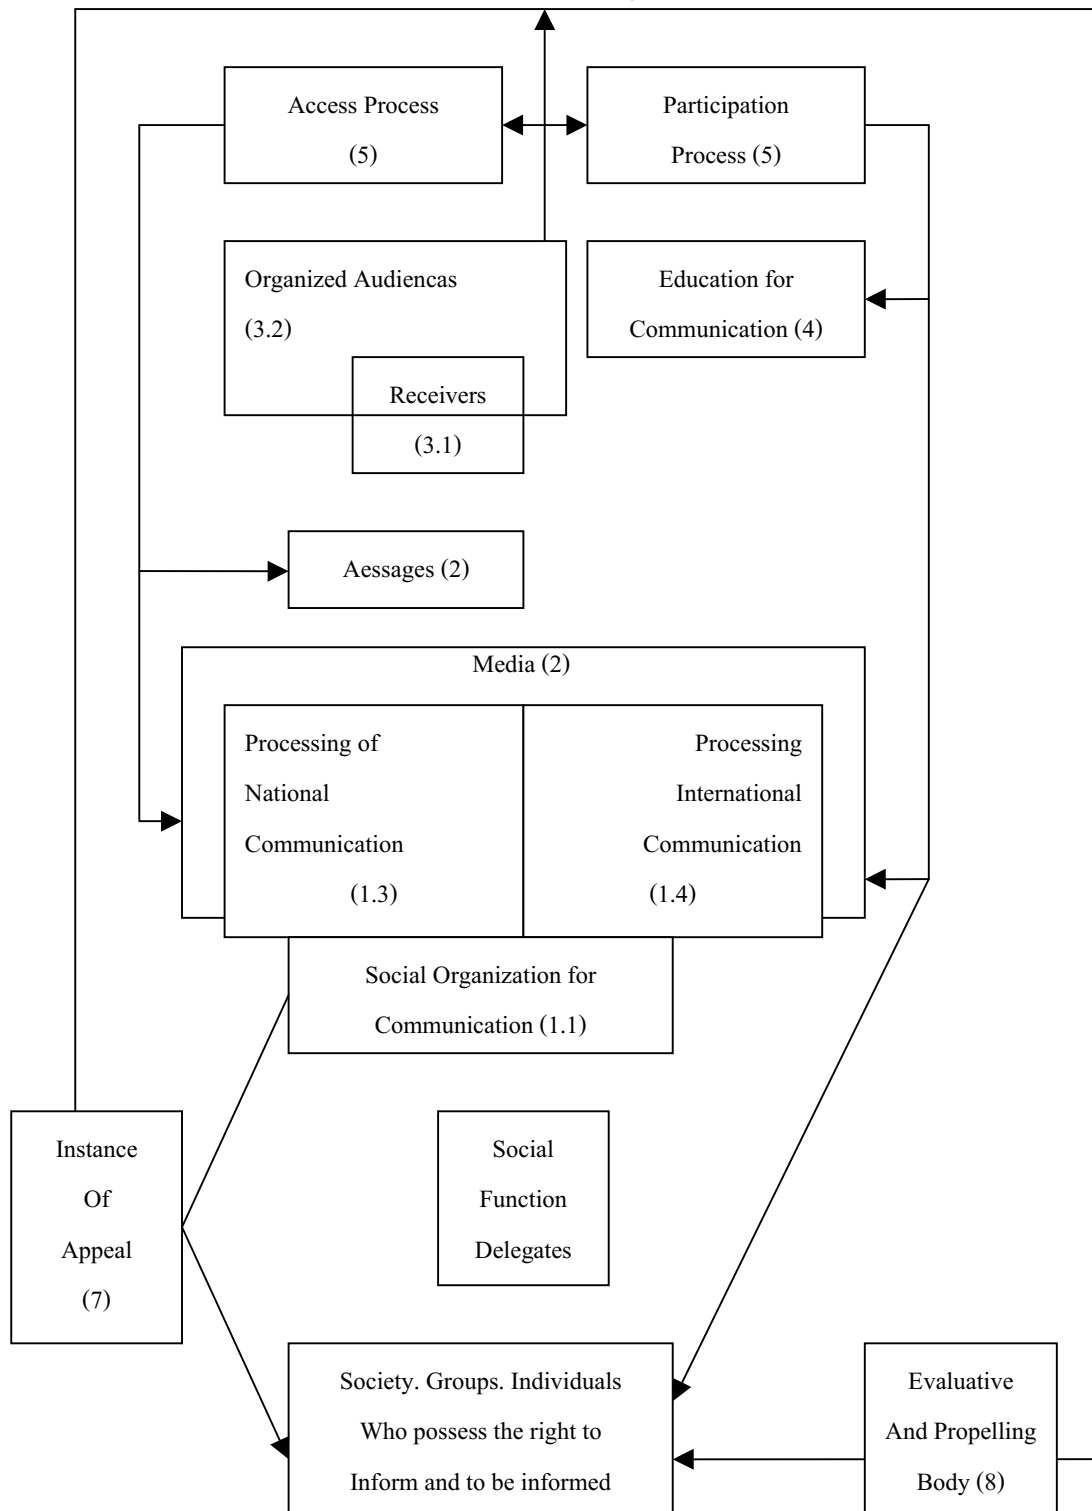 Access Process
(5)
Participation
Process (5)
Organized Audiencas
(3.2)
Education for
Communication (4)
Receivers
(3.1)
Aessages (2)
Media (2)
Processing of
National
Communication
(1.3)
Processing
International
Communication
(1.4)
Social Organization for
Communication (1.1)
Instance
Of
Appeal
(7)
Social
Function
Delegates
Society. Groups. Individuals
Who possess the right to
Inform and to be informed
Evaluative
And Propelling
Body (8)